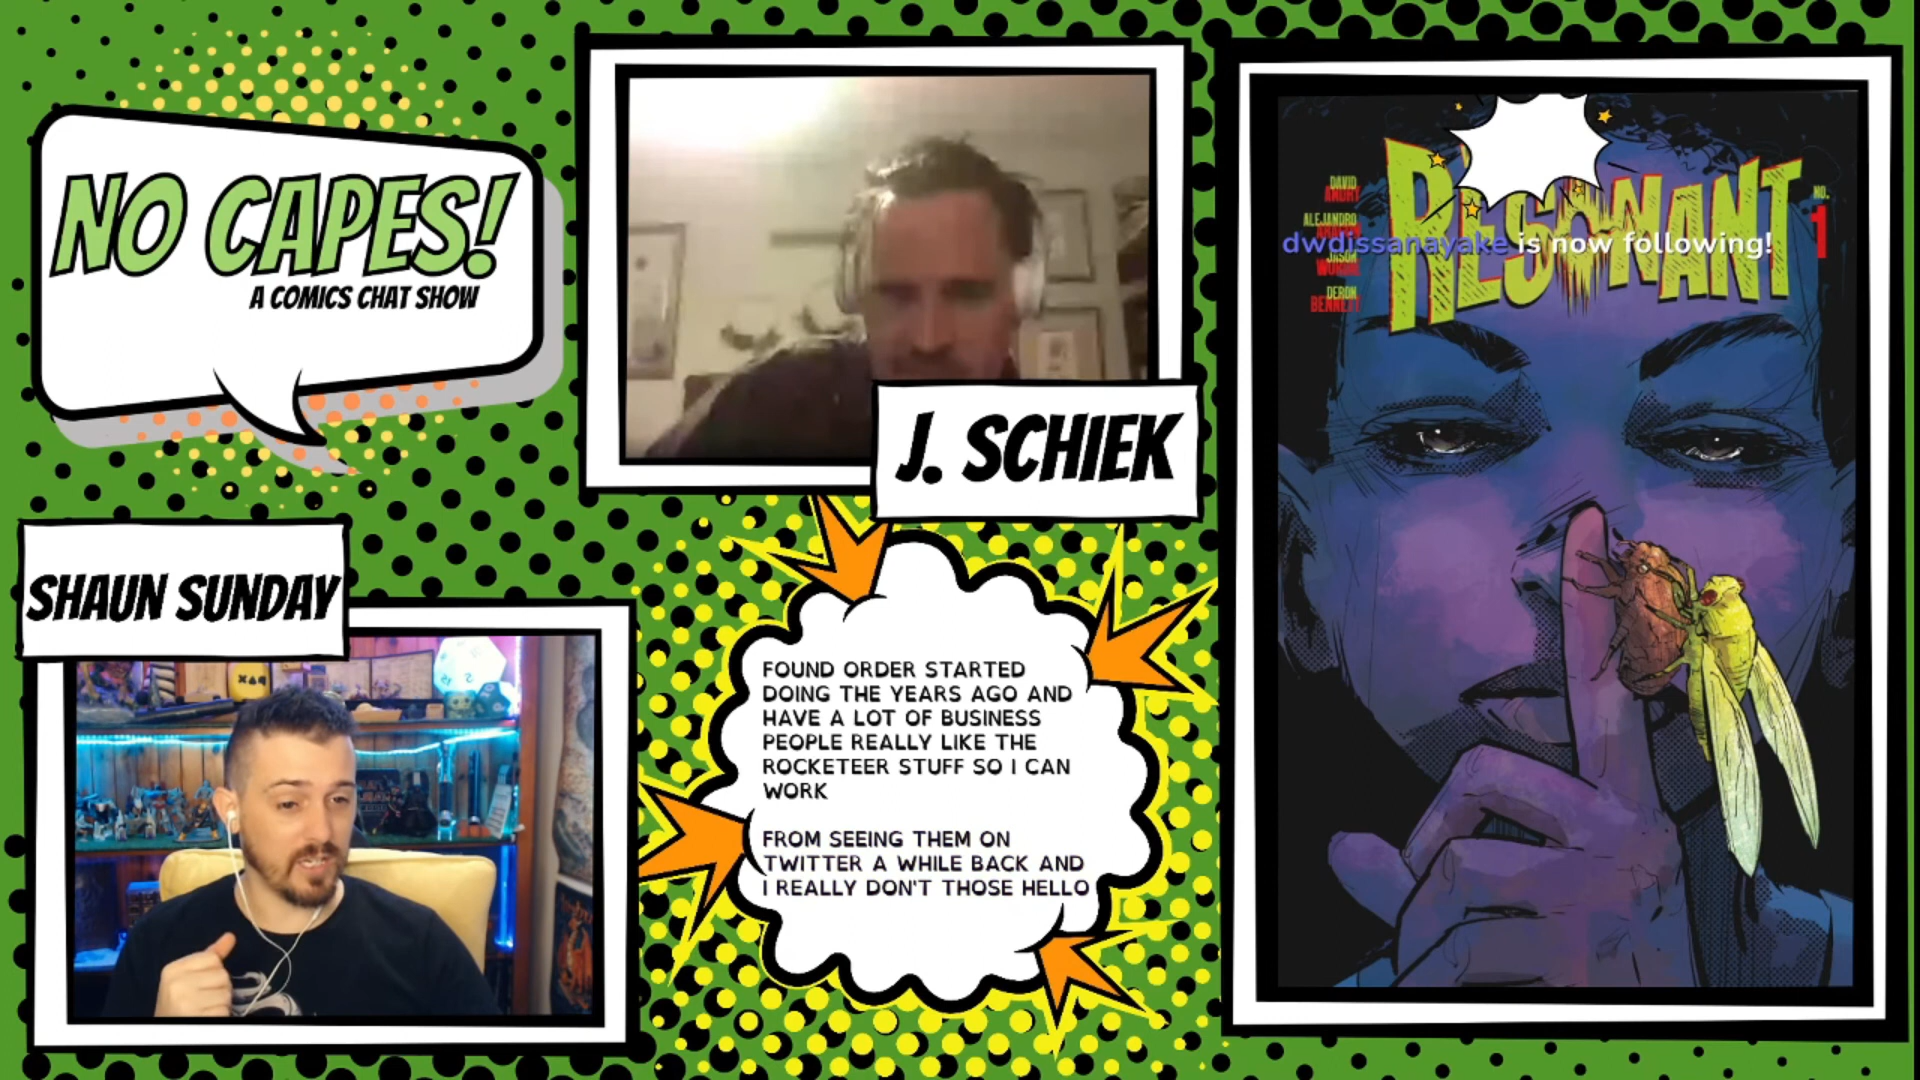 NO CAPES!
A COMICS CHAT SHOW
J. SCHIEK
SHAUN SUNDAY
FOUND ORDER STARTED
DOING THE YEARS AGO AND
HAVE A LOT OF BUSINESS
PEOPLE REALLY LIKE THE
ROCKETEER STUFF SO I CAN
WORK
FROM SEEING THEM ON
TWITTER A WHILE BACK AND
I REALLY DON'T THOSE HELLO
RESONANT
NO.
1
DAVID
ANDRY
ALEJANDRO
JASON
DERON
BENNETT
dwdissanayake is now following!